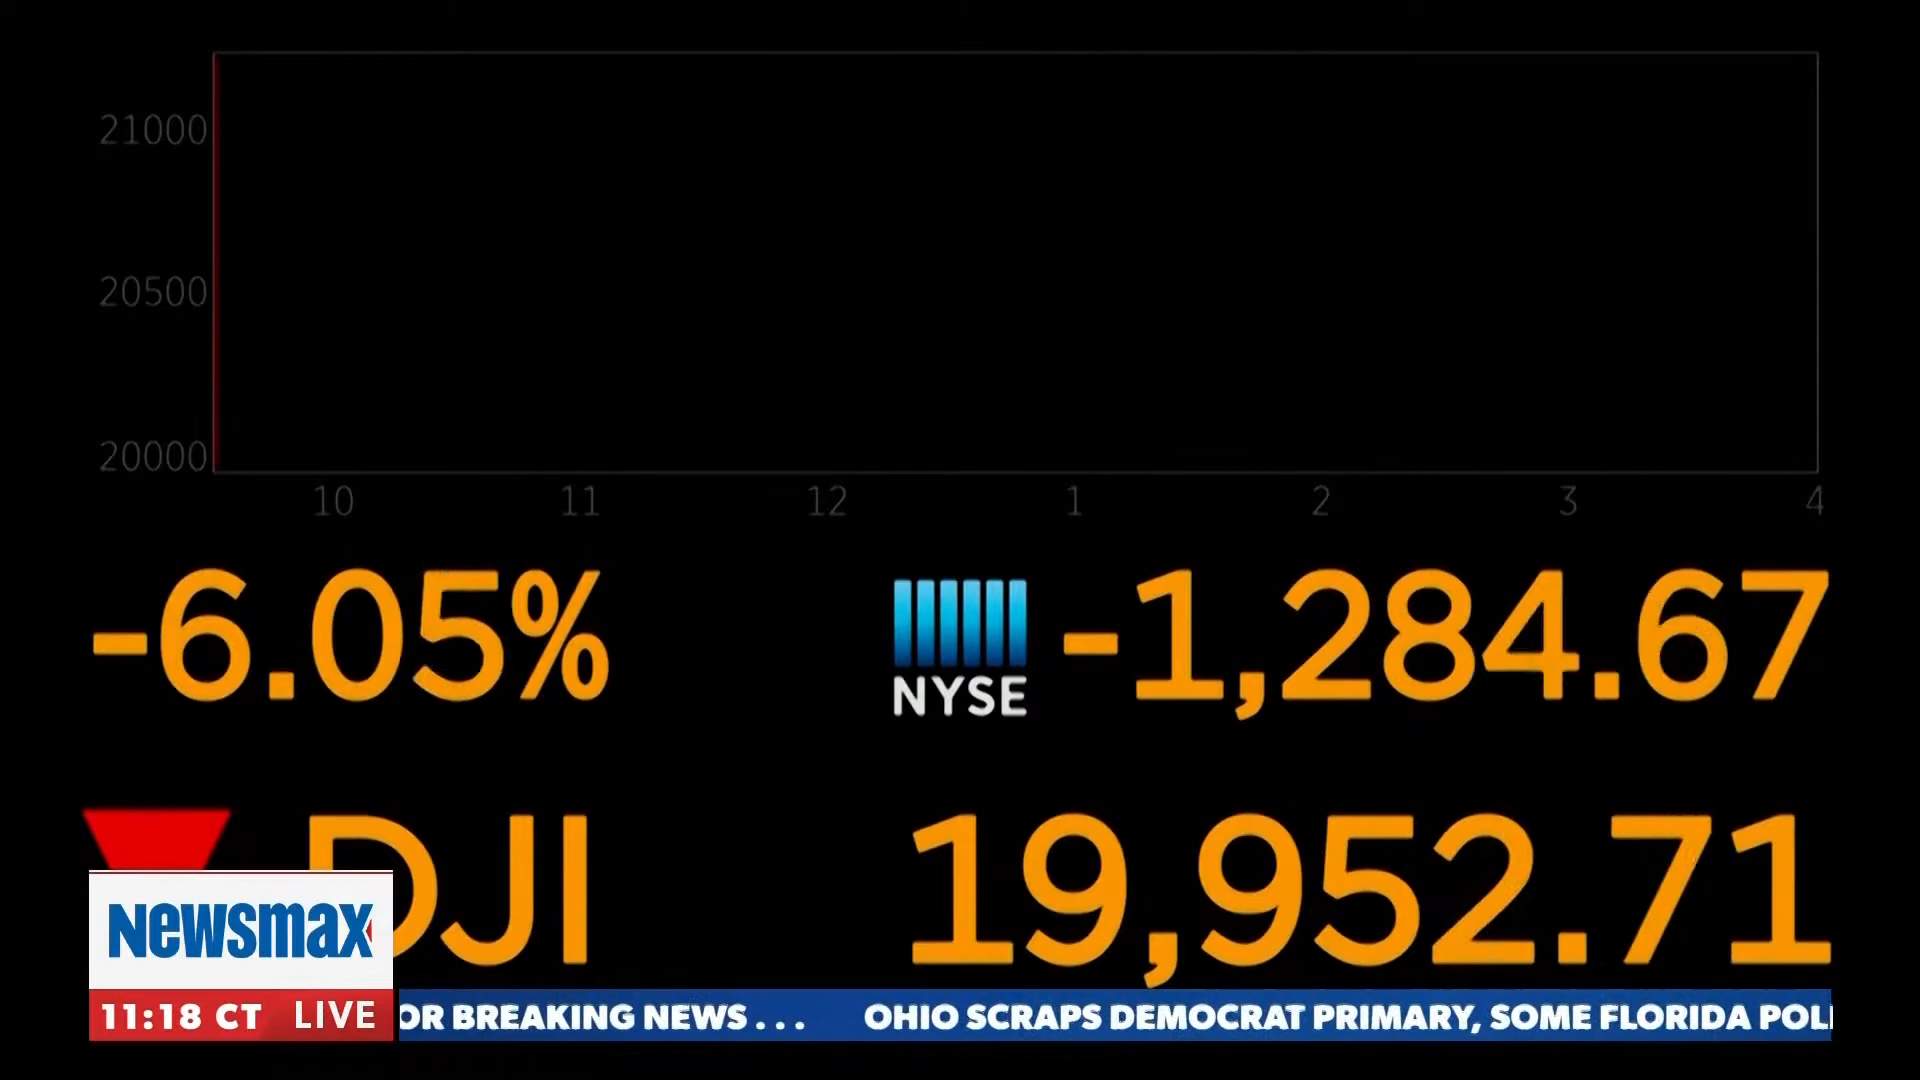 21000
20500
20000
10 11 12 1 2 3 4
-6.05% NYSE -1,284.67
DJI 19,952.71
NEWSMAX
11:18 CT LIVE OR BREAKING NEWS . . . OHIO SCRAPS DEMOCRAT PRIMARY, SOME FLORIDA POL